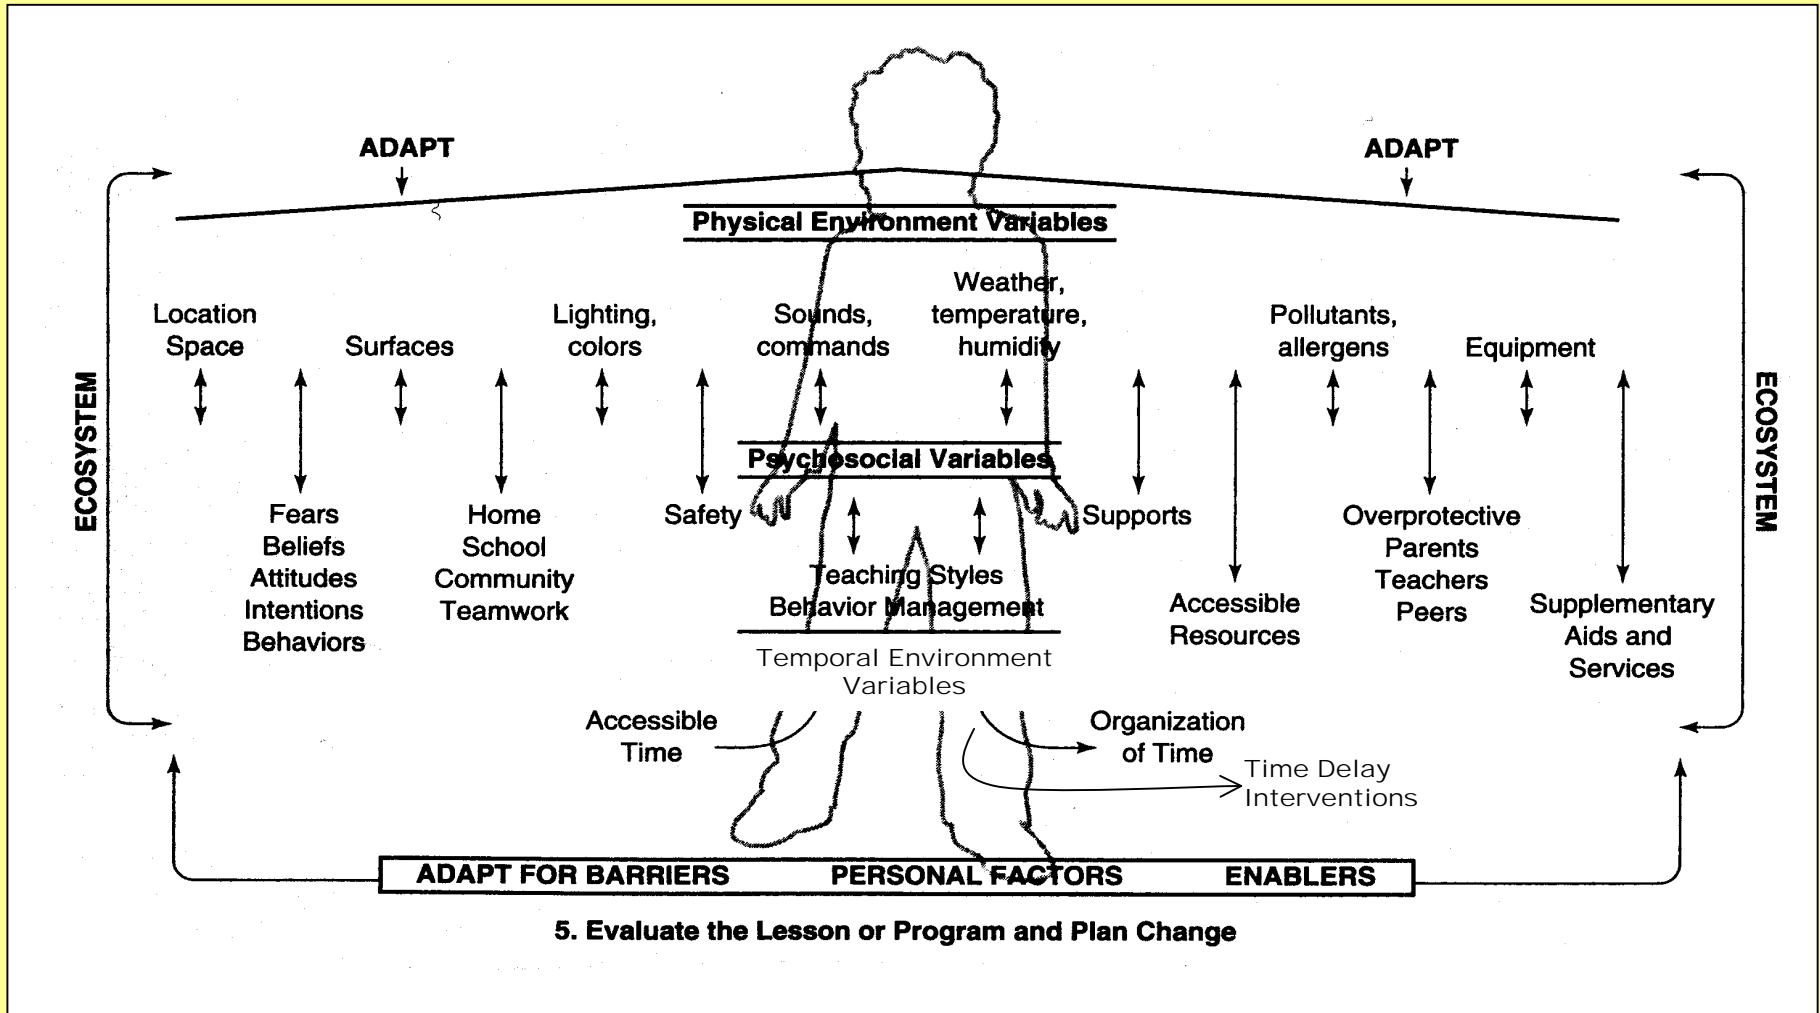 ADAPT
ADAPT
Physical Environment Variables
Location
Space
Surfaces
Lighting,
colors
Sounds,
commands
Weather,
temperature,
humidity
Pollutants,
allergens
Equipment
ECOSYSTEM
ECOSYSTEM
Psychosocial Variables
Fears
Beliefs
Attitudes
Intentions
Behaviors
Home
School
Community
Teamwork
Safety
Teaching Styles
Behavior Management
Supports
Accessible
Resources
Overprotective
Parents
Teachers
Peers
Supplementary
Aids and
Services
Temporal Environment
Variables
Accessible
Time
Organization
of Time
Time Delay
Interventions
ADAPT FOR BARRIERS PERSONAL FACTORS ENABLERS
5. Evaluate the Lesson or Program and Plan Change